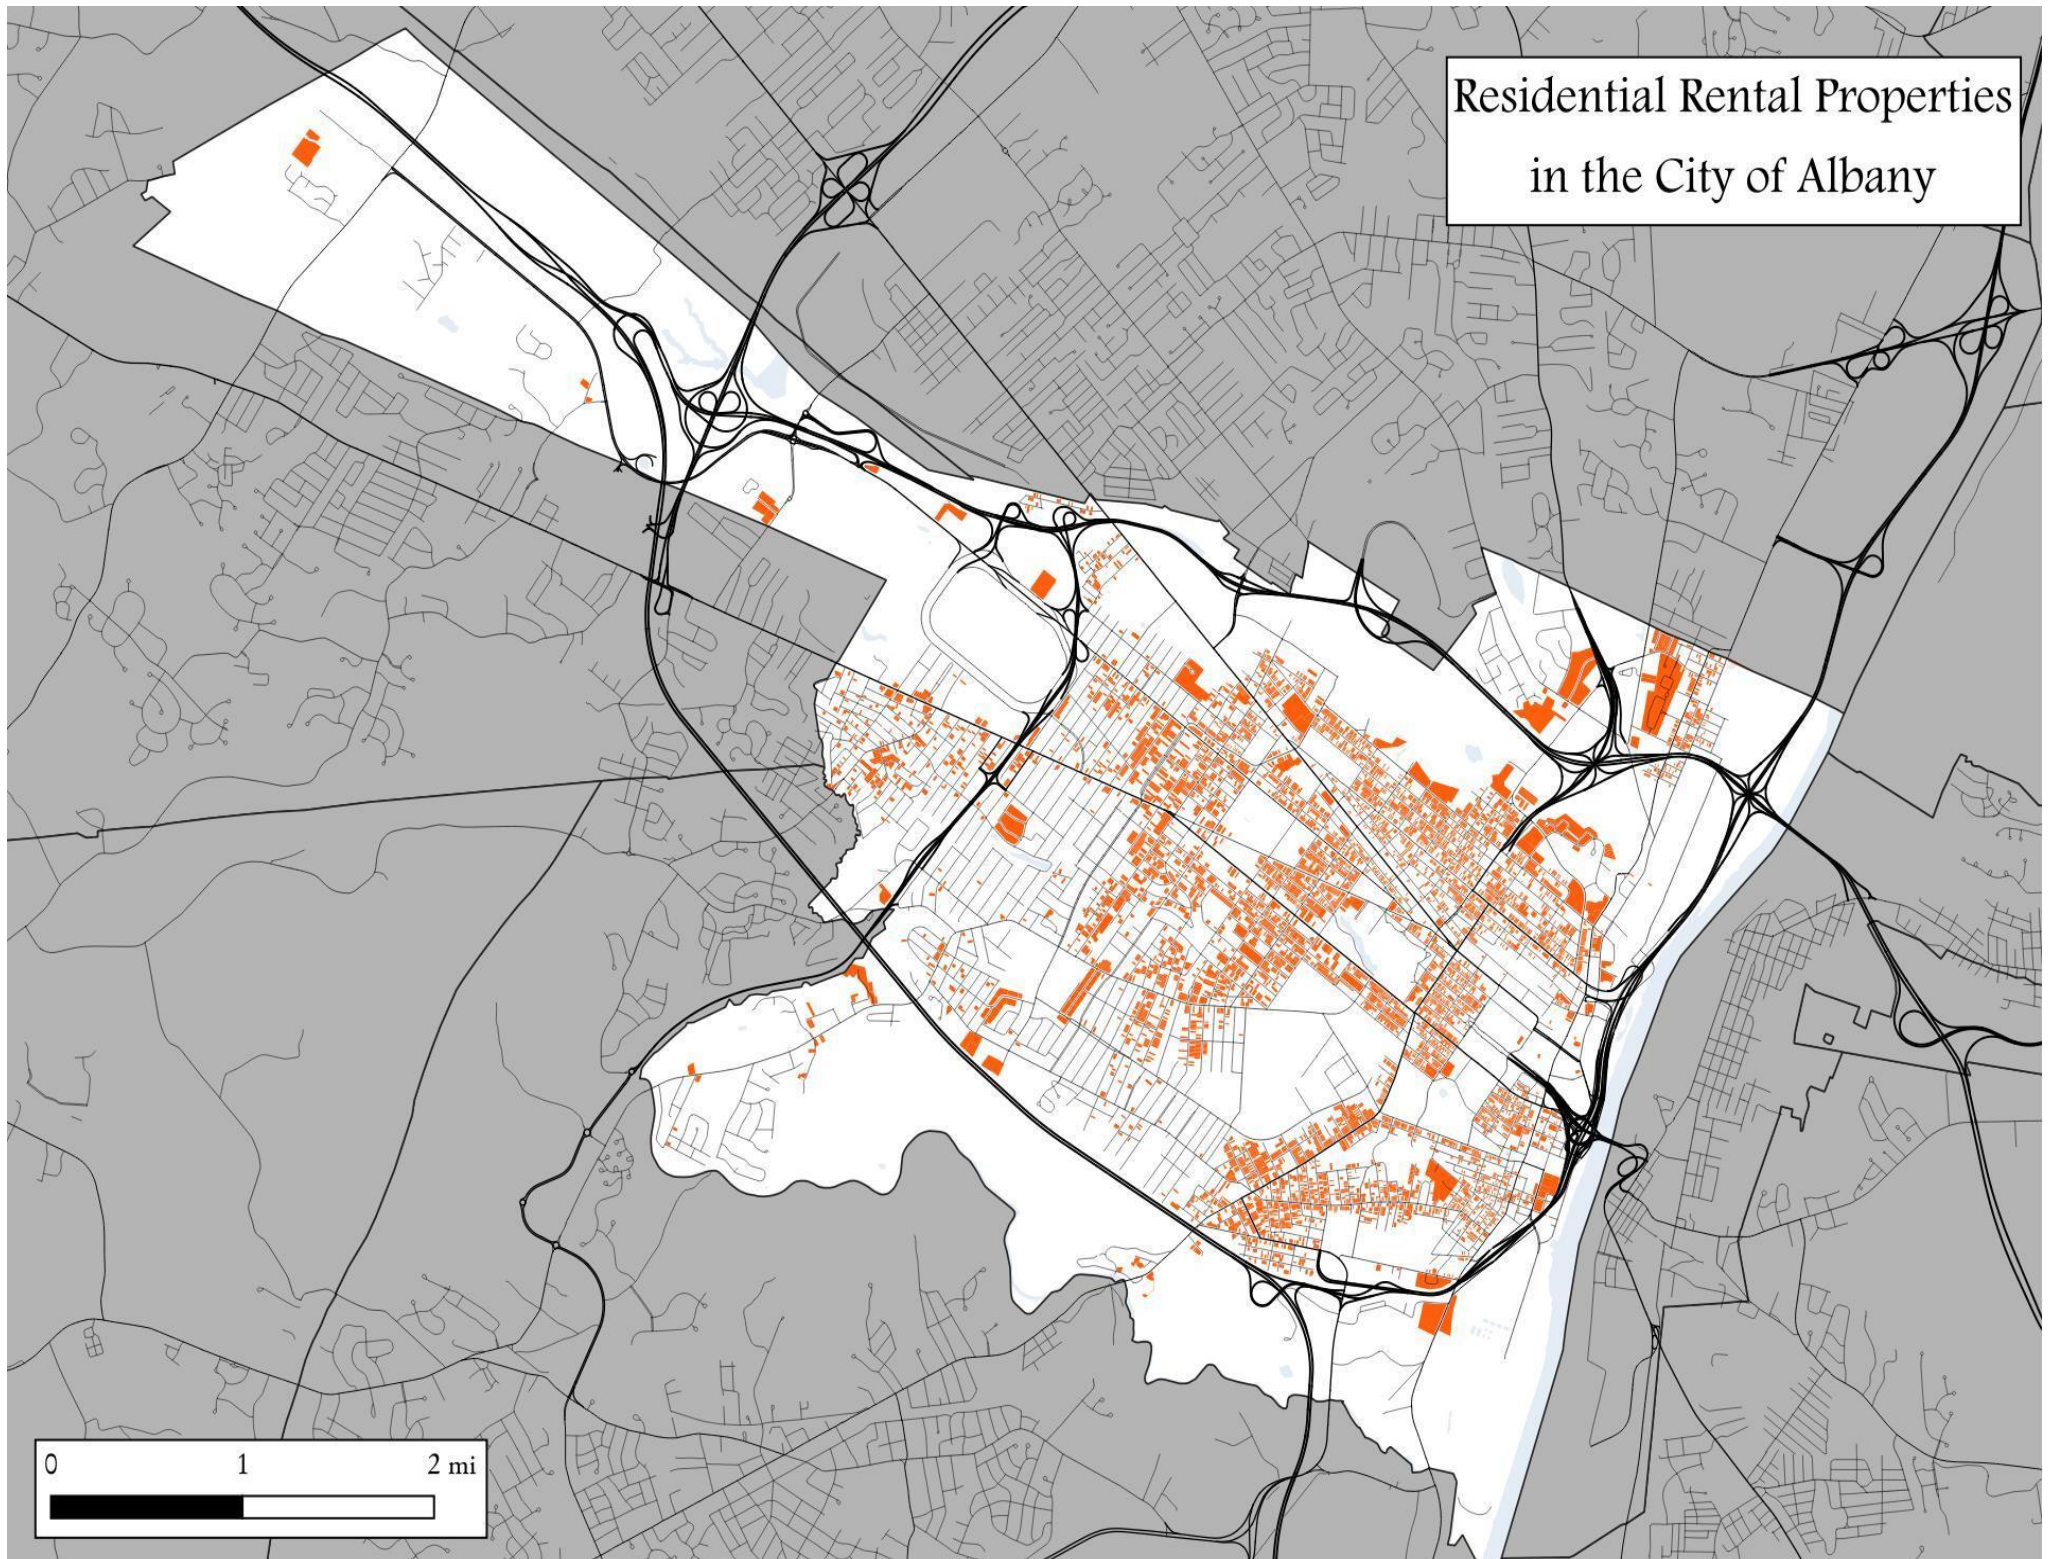 Residential Rental Properties
in the City of Albany
0 1 2 mi